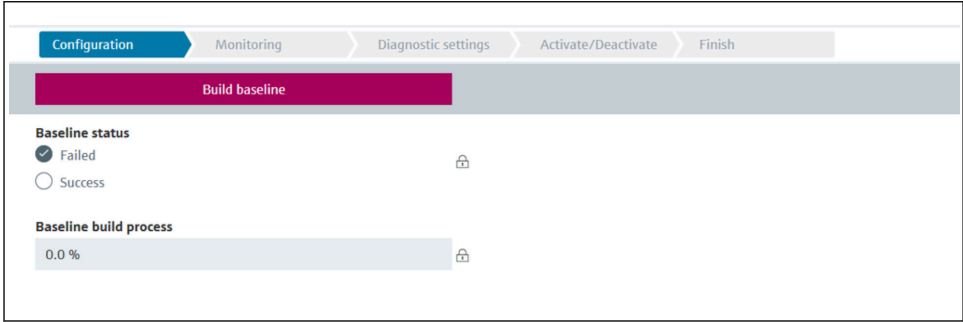 Configuration Monitoring Diagnostic settings Activate/Deactivate Finish
Build baseline
Baseline status
Failed
Success
Baseline build process
0.0 %